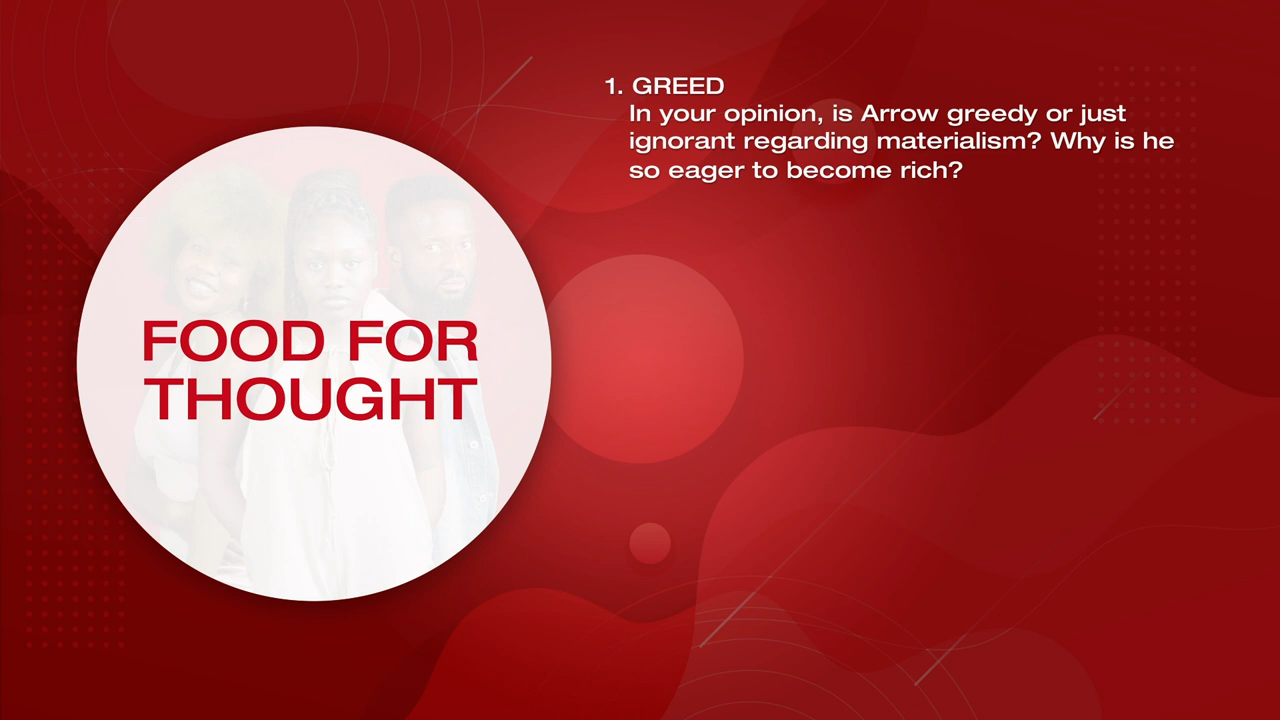 FOOD FOR
THOUGHT
1. GREED
In your opinion, is Arrow greedy or just
ignorant regarding materialism? Why is he
so eager to become rich?